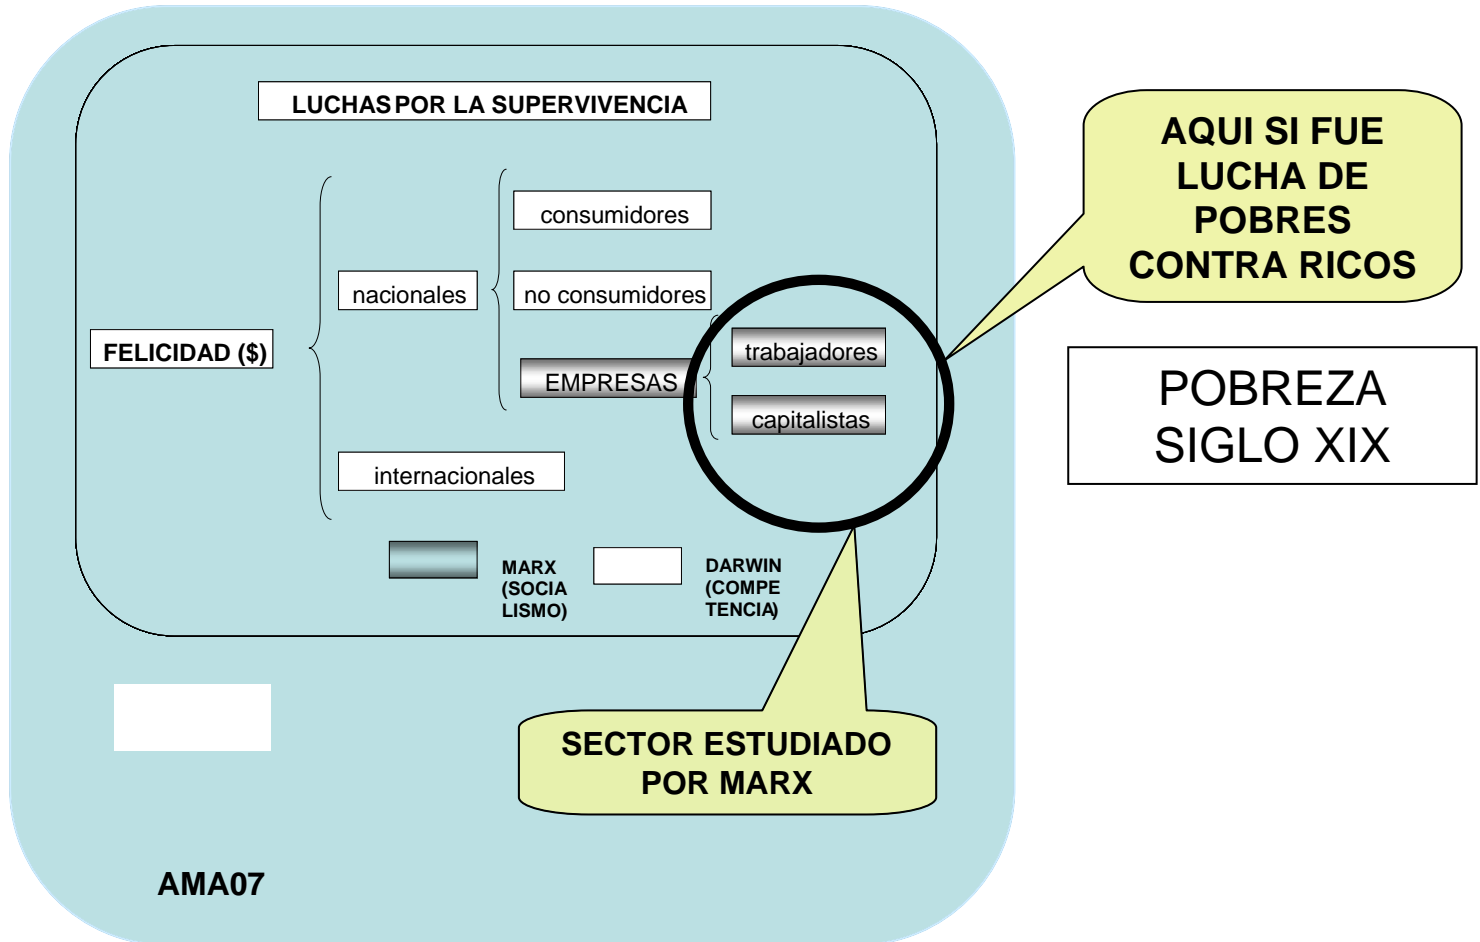 LUCHAS POR LA SUPERVIVENCIA
AQUI SI FUE
LUCHA DE
POBRES
CONTRA RICOS
consumidores
nacionales
no consumidores
FELICIDAD ($)
trabajadores
EMPRESAS
capitalistas
POBREZA
SIGLO XIX
internacionales
MARX
(SOCIA
LISMO)
DARWIN
(COMPE
TENCIA)
SECTOR ESTUDIADO
POR MARX
AMA07